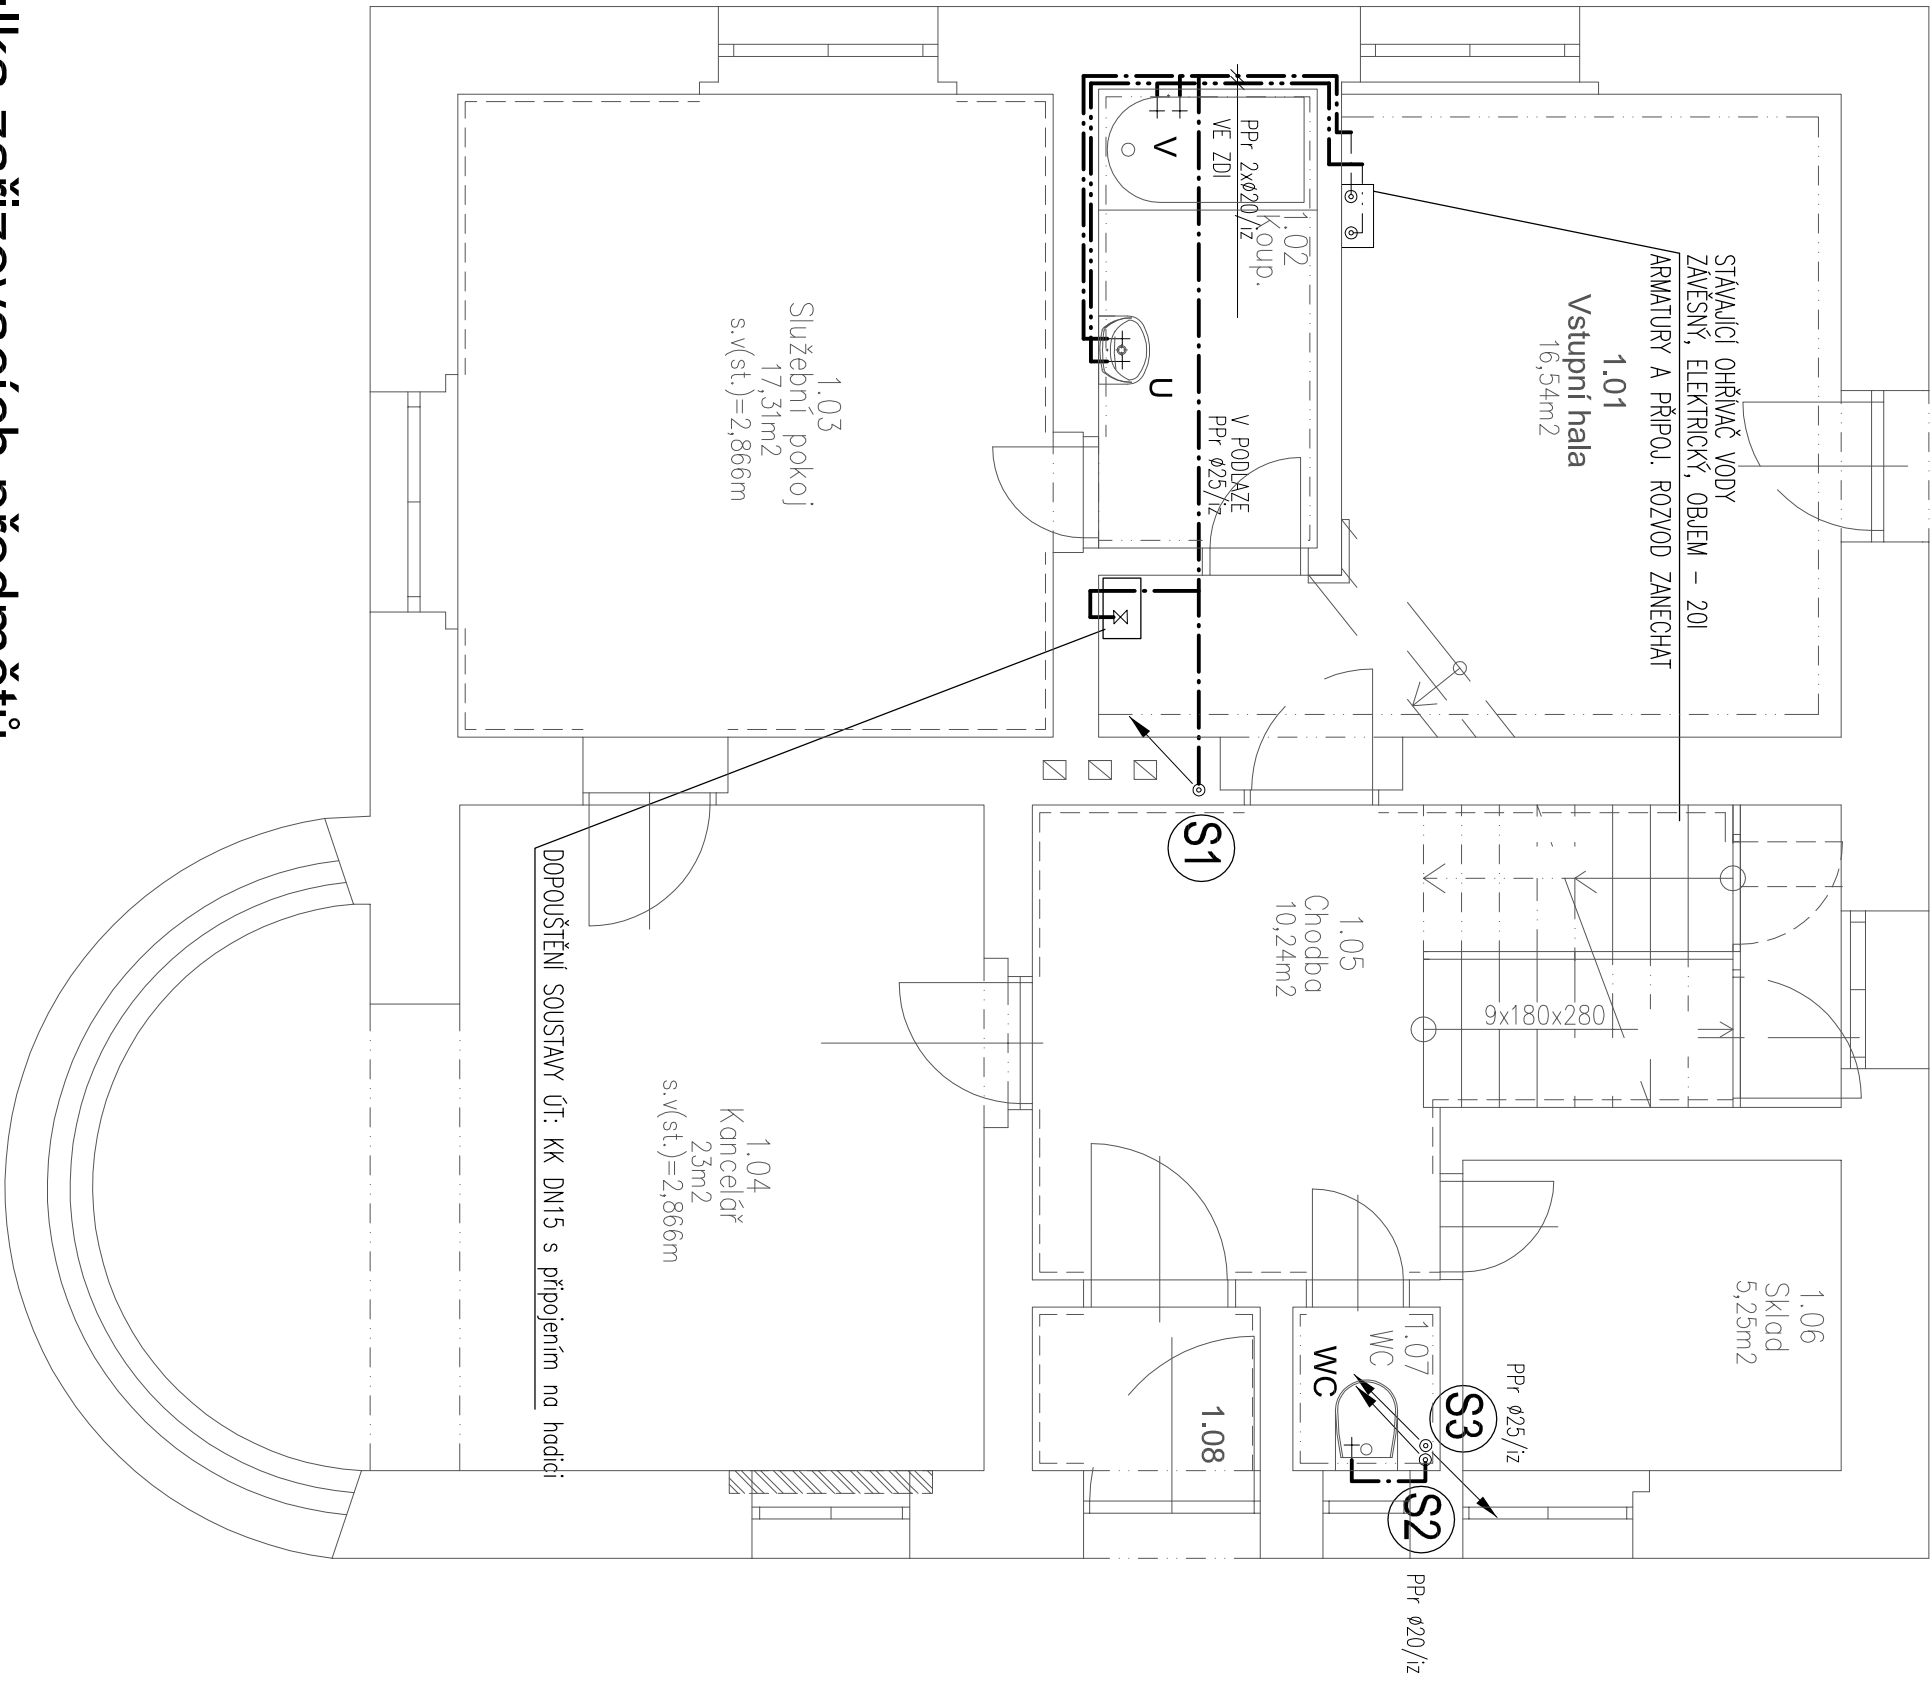 STÁVAJÍCÍ OHŘÍVAČ VODY
ZÁVĚSNÝ, ELEKTRICKÝ, OBJEM – 20l
ARMATURY A PŘIPOJ. ROZVOD ZANECHAT
1.01
Vstupní hala
16,54m2
PPr 2xø20/iz
VE ZDI
1.02
Koup.
V
U
V PODLAZE
PPr ø25/iz
1.03
Služební pokoj
17,31m2
s.v(st.)=2,866m
S1
1.05
Chodba
10,24m2
9x180x280
DOPOUŠTĚNÍ SOUSTAVY ÚT: KK DN15 s připojením na hadici
1.04
Kancelář
23m2
s.v(st.)=2,866m
1.06
Sklad
5,25m2
PPr ø25/iz
S3
1.07
WC
WC
1.08
S2
PPr ø20/iz
zařizovacích předmětů